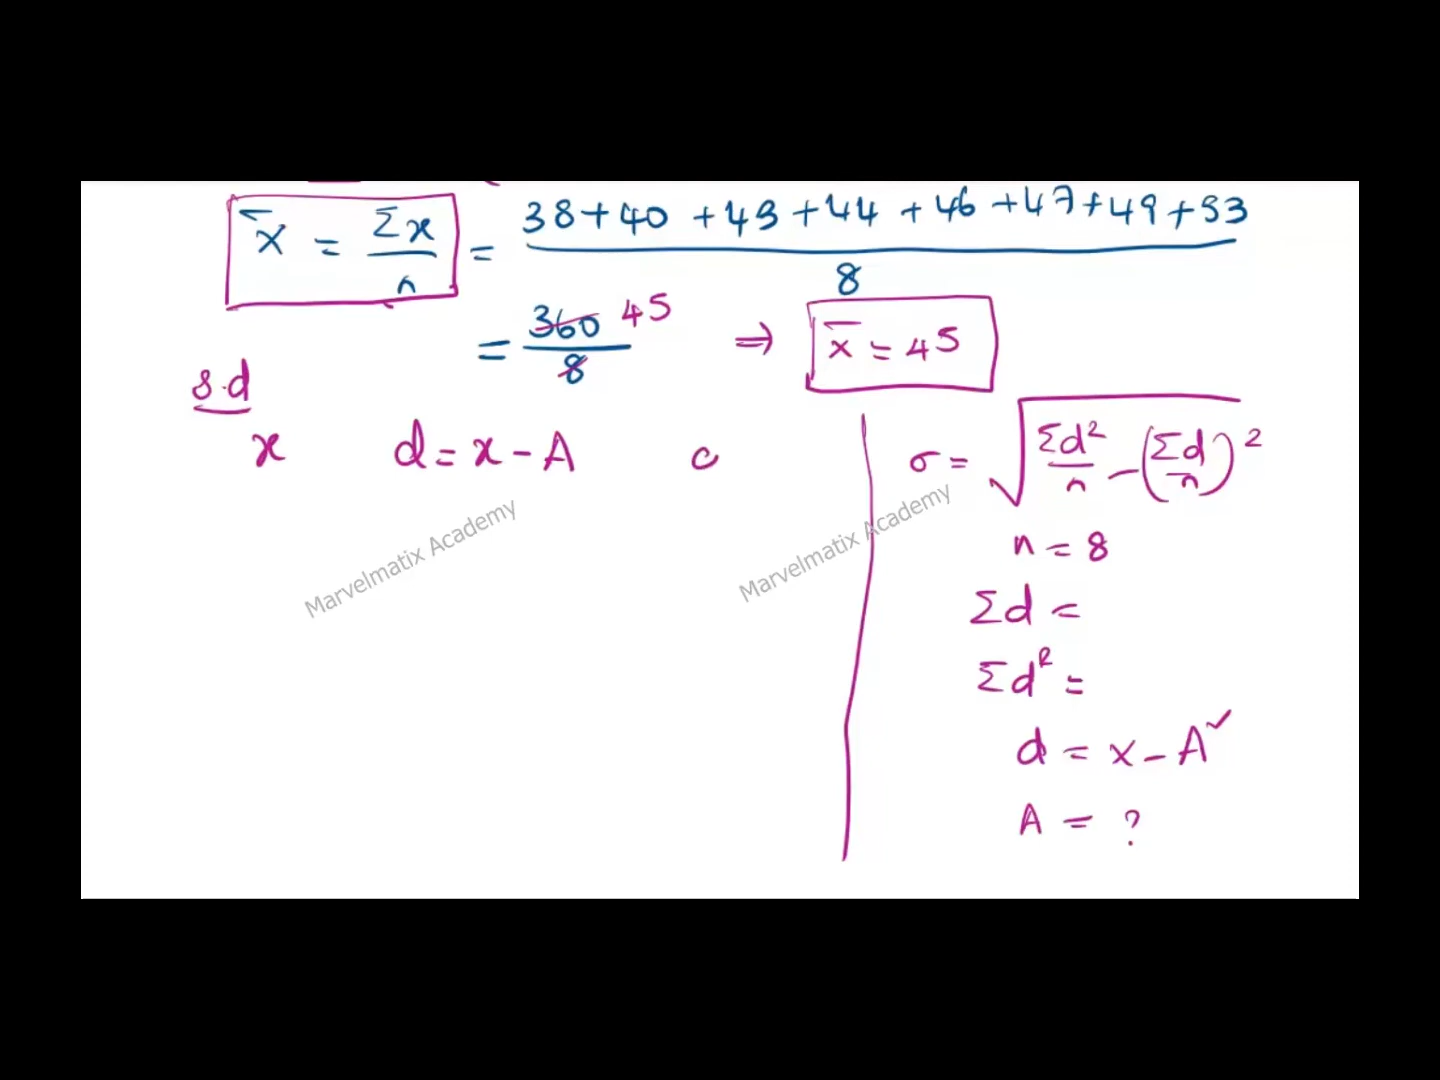 x̄ = Σx/n = 38+40+43+44+46+47+49+53/8
= 360/8 45 ⇒ x̄ = 45
s.d
x d = x - A σ = √(Σd²/n - (Σd/n)²)
n = 8
Σd =
Σd² =
d = x - A ✓
A = ?
Marvelmatix Academy
Marvelmatix Academy